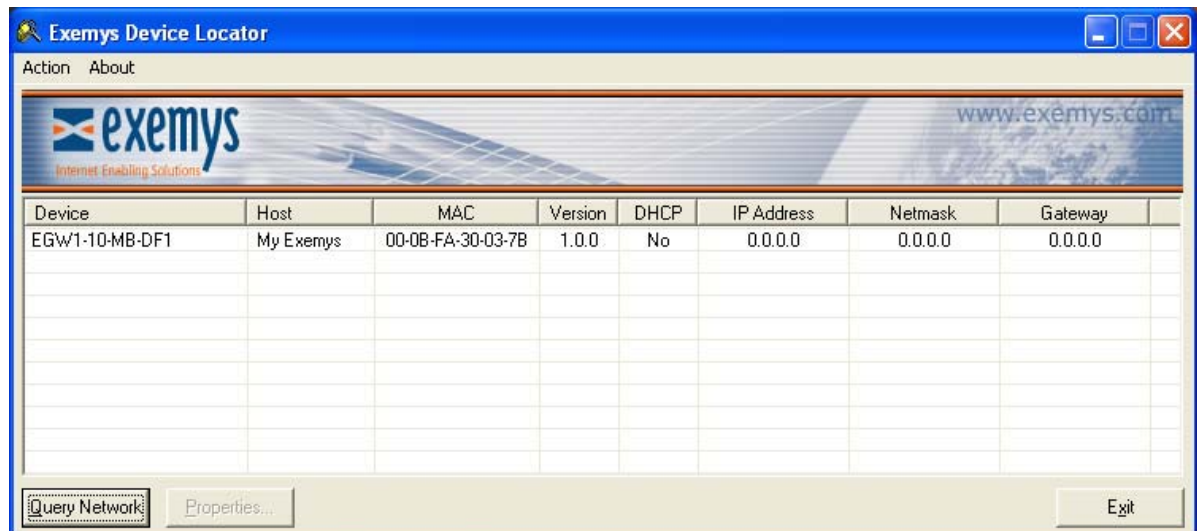 Exemys Device Locator
Action About
exemys
Internet Enabling Solutions
www.exemys.com
Device Host MAC Version DHCP IP Address Netmask Gateway
EGW1-10-MB-DF1 My Exemys 00-0B-FA-30-03-7B 1.0.0 No 0.0.0.0 0.0.0.0 0.0.0.0
Query Network Properties... Exit